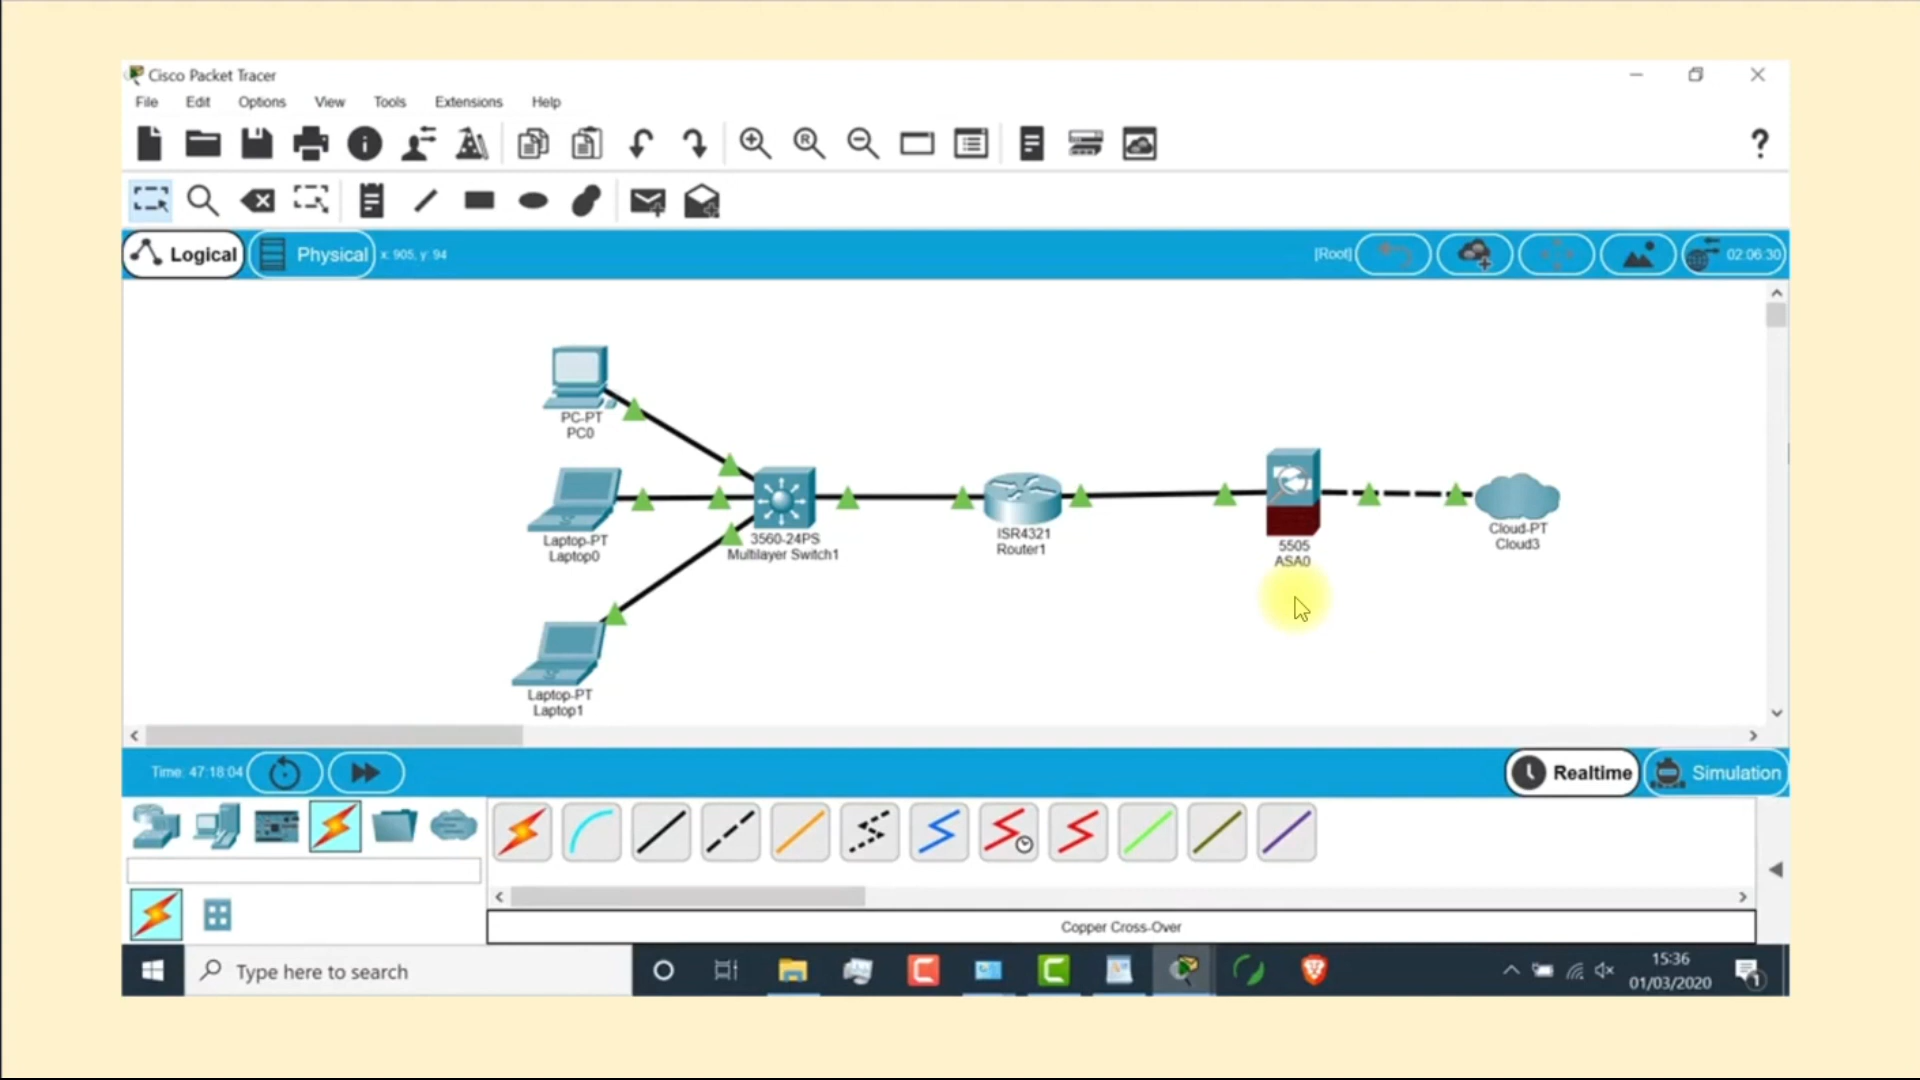 Cisco Packet Tracer
File Edit Options View Tools Extensions Help
R
?
Logical Physical x: 905, y: 94
[Root] 02:06:30
PC-PT
PC0
Laptop-PT
Laptop0
3560-24PS
Multilayer Switch1
ISR4321
Router1
5505
ASA0
Cloud-PT
Cloud3
Laptop-PT
Laptop1
Time: 47:18:04
Realtime Simulation
Copper Cross-Over
Type here to search
15:36
01/03/2020
1